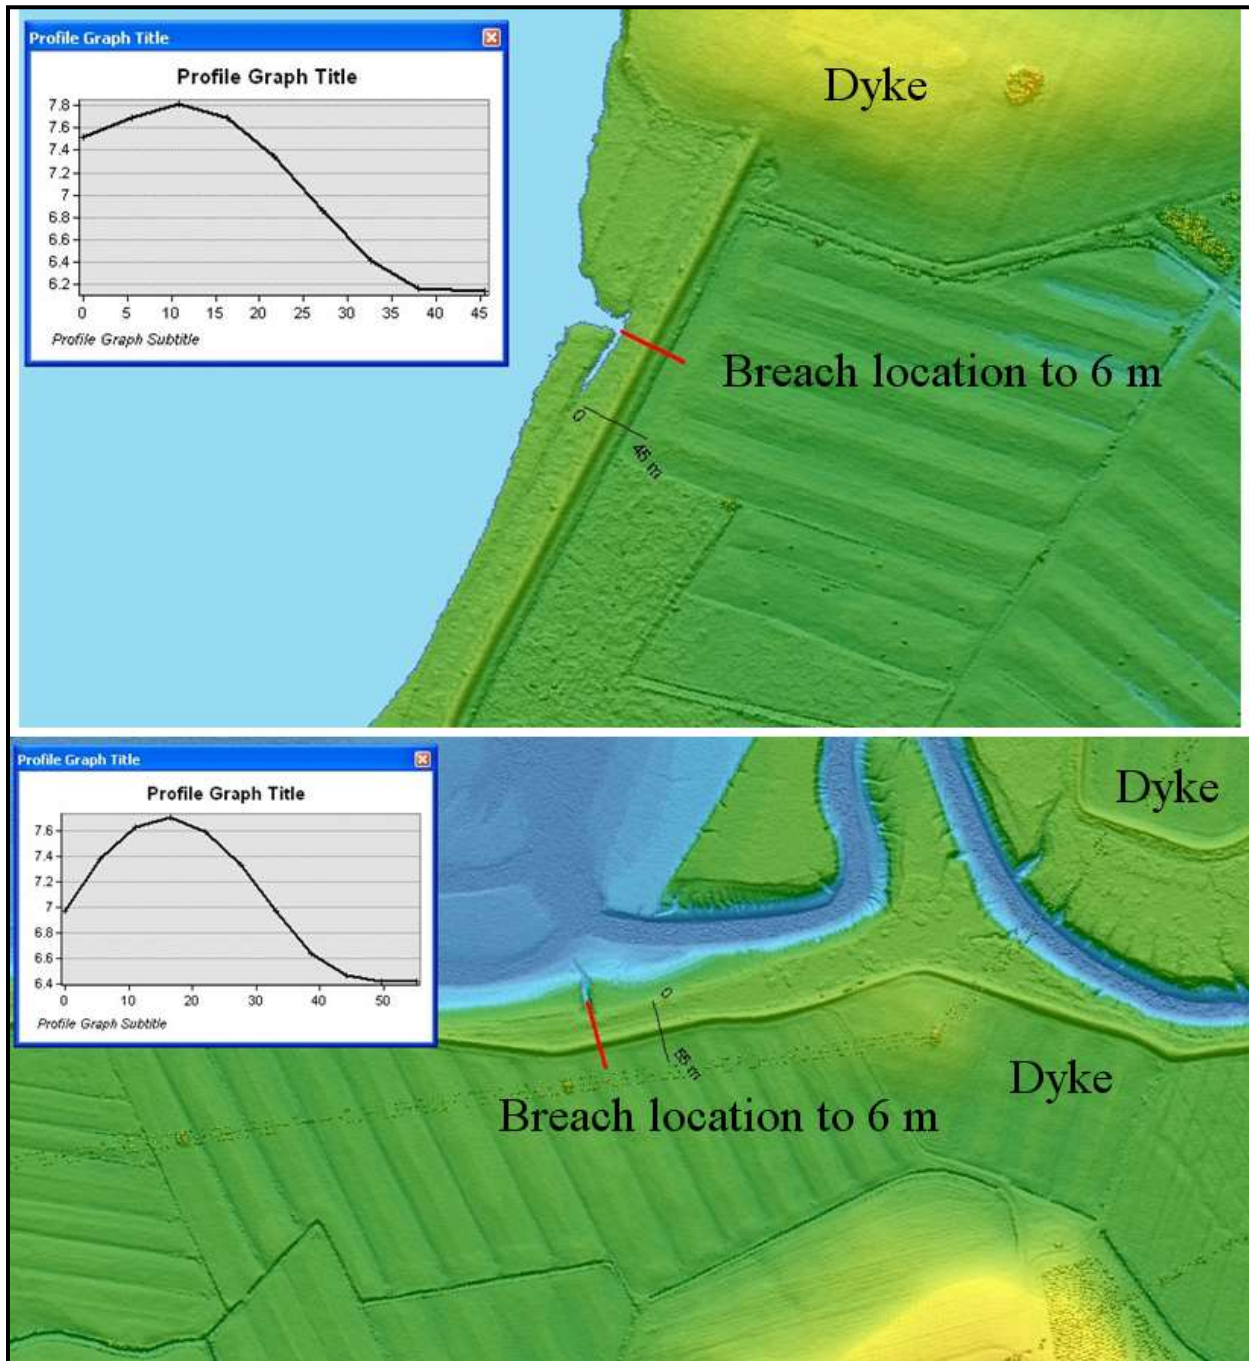 Profile Graph Title
Profile Graph Title
7.8
7.6
7.4
7.2
7
6.8
6.6
6.4
6.2
0 5 10 15 20 25 30 35 40 45
Profile Graph Subtitle
Dyke
Breach location to 6 m
0
45 m
Profile Graph Title
Profile Graph Title
7.6
7.4
7.2
7
6.8
6.6
6.4
0 10 20 30 40 50
Profile Graph Subtitle
Dyke
0
55 m
Dyke
Breach location to 6 m